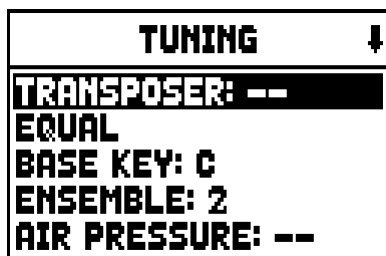 TUNING
TRANSPOSER: --
EQUAL
BASE KEY: C
ENSEMBLE: 2
AIR PRESSURE: --